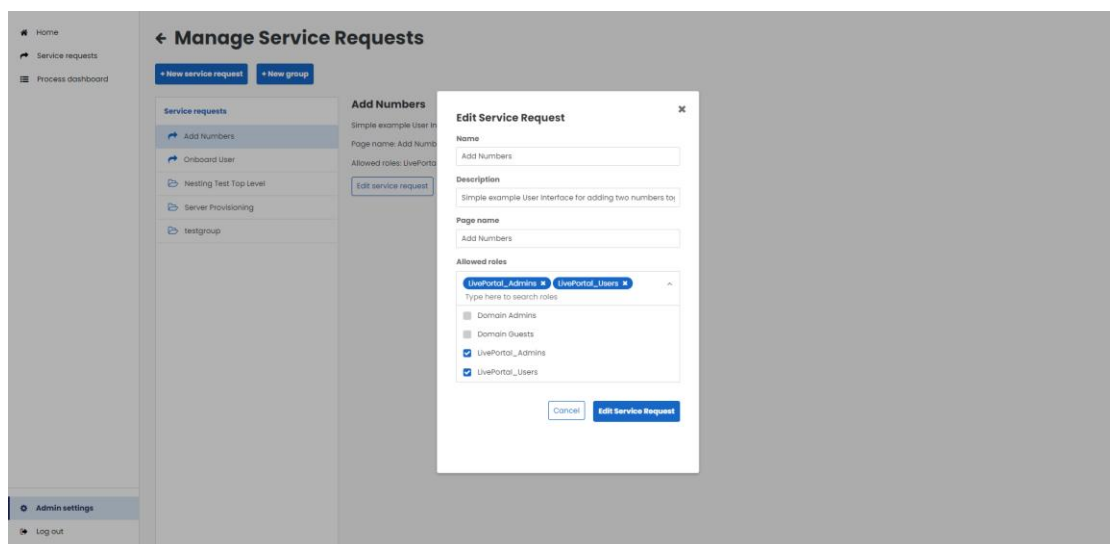 Home
Service requests
Process dashboard
Admin settings
Log out
← Manage Service Requests
+ New service request
+ New group
Service requests
Add Numbers
Onboard User
Nesting Test Top Level
Server Provisioning
testgroup
Add Numbers
Simple example User In
Page name: Add Numb
Allowed roles: LivePorta
Edit service request
Edit Service Request
Name
Add Numbers
Description
Simple example User Interface for adding two numbers tog
Page name
Add Numbers
Allowed roles
LivePortal_Admins × LivePortal_Users ×
Type here to search roles
Domain Admins
Domain Guests
LivePortal_Admins
LivePortal_Users
Cancel
Edit Service Request